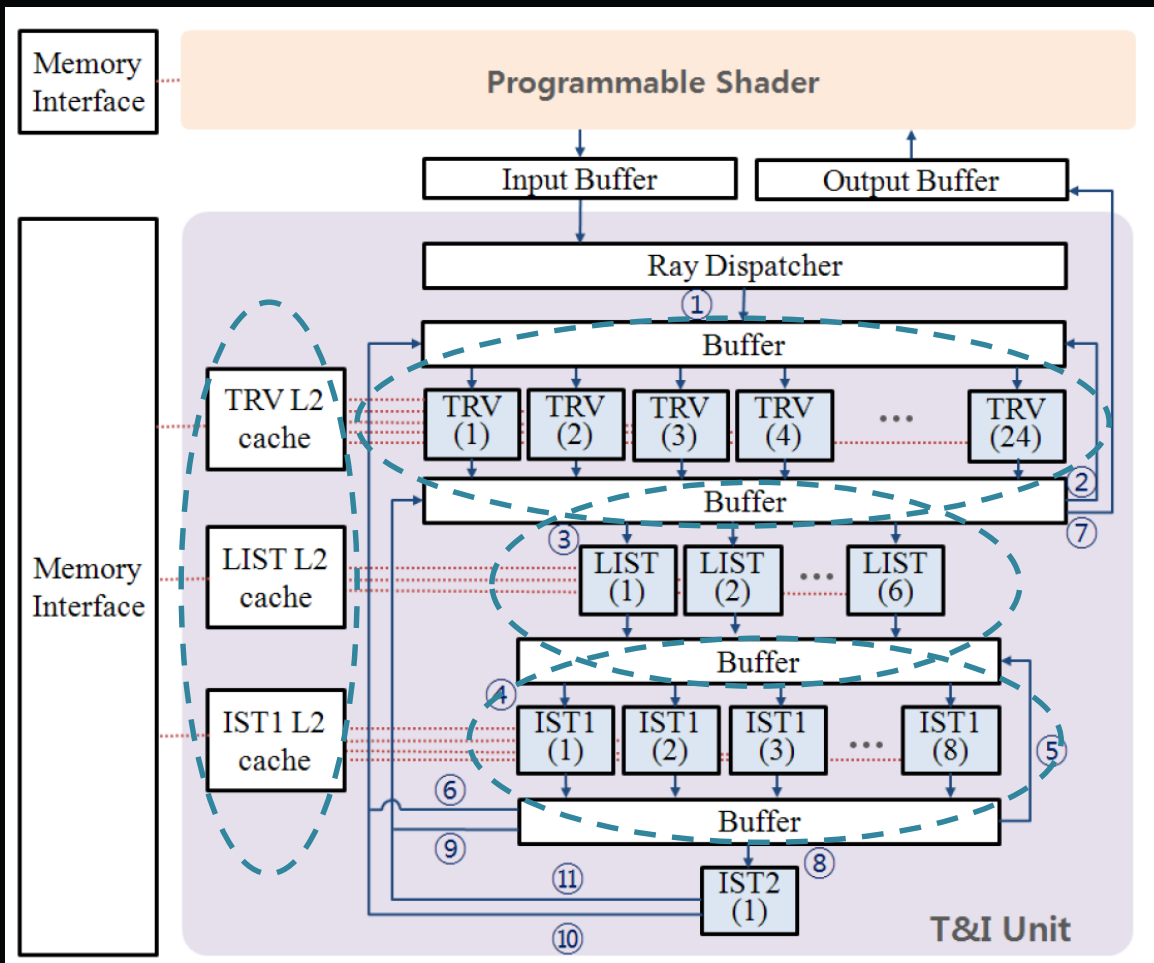 Memory
Interface
Programmable Shader
Input Buffer
Output Buffer
Ray Dispatcher
①
Buffer
TRV L2
cache
TRV
(1)
TRV
(2)
TRV
(3)
TRV
(4)
•••
TRV
(24)
②
Buffer
⑦
③
Memory
Interface
LIST L2
cache
LIST
(1)
LIST
(2)
•••
LIST
(6)
Buffer
④
IST1 L2
cache
IST1
(1)
IST1
(2)
IST1
(3)
•••
IST1
(8)
⑤
⑥
Buffer
⑨
⑧
⑪
IST2
(1)
⑩
T&I Unit